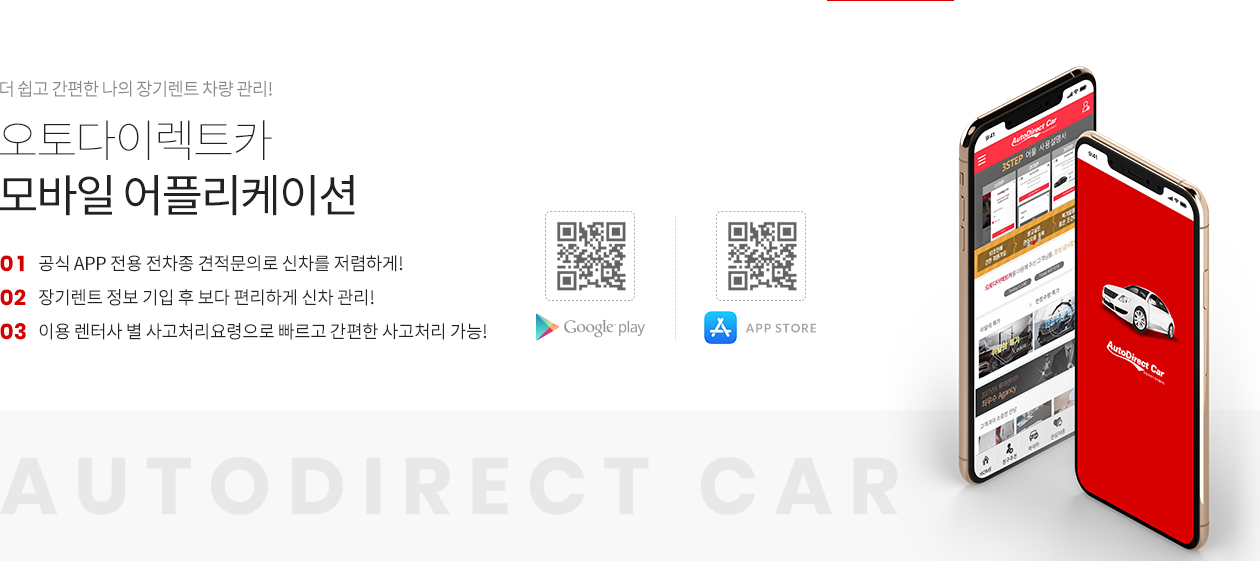 더 쉽고 간편한 나의 장기렌트 차량 관리!
오토다이렉트카
모바일 어플리케이션
01 공식 APP 전용 전차종 견적문의로 신차를 저렴하게!
02 장기렌트 정보 기입 후 보다 편리하게 신차 관리!
03 이용 렌터사 별 사고처리요령으로 빠르고 간편한 사고처리 가능!
Google play
APP STORE
AUTODIRECT CAR
9:41
AutoDirect Car
3STEP 어플 사용설명서
최우수 Agancy
HOME
9:41
AutoDirect Car